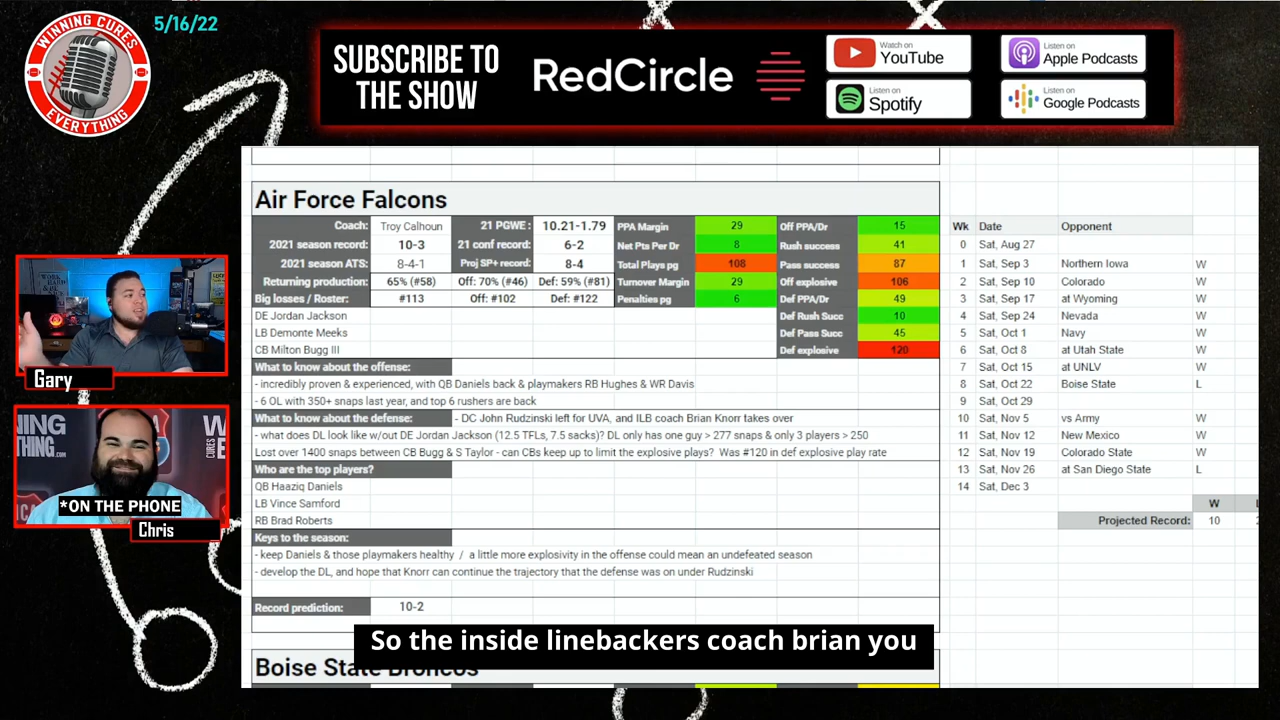 WINNING CURES
EVERYTHING
5/16/22
SUBSCRIBE TO
THE SHOW
RedCircle
Watch on
YouTube
Listen on
Spotify
Listen on
Apple Podcasts
Listen on
Google Podcasts
Air Force Falcons
Coach: Troy Calhoun 21 PGWE : 10.21-1.79 PPA Margin 29 Off PPA/Dr 15
2021 season record: 10-3 21 conf record: 6-2 Net Pts Per Dr 8 Rush success 41
2021 season ATS: 8-4-1 Proj SP+ record: 8-4 Total Plays pg 108 Pass success 87
Returning production: 65% (#58) Off: 70% (#46) Def: 59% (#81) Turnover Margin 29 Off explosive 106
Big losses / Roster: #113 Off: #102 Def: #122 Penalties pg 6 Def PPA/Dr 49
DE Jordan Jackson Def Rush Succ 10
LB Demonte Meeks Def Pass Succ 45
CB Milton Bugg III Def explosive 120
What to know about the offense:
- incredibly proven & experienced, with QB Daniels back & playmakers RB Hughes & WR Davis
- 6 OL with 350+ snaps last year, and top 6 rushers are back
What to know about the defense: - DC John Rudzinski left for UVA, and ILB coach Brian Knorr takes over
- what does DL look like w/out DE Jordan Jackson (12.5 TFLs, 7.5 sacks)? DL only has one guy > 277 snaps & only 3 players > 250
Lost over 1400 snaps between CB Bugg & S Taylor - can CBs keep up to limit the explosive plays? Was #120 in def explosive play rate
Who are the top players?
QB Haaziq Daniels
LB Vince Samford
RB Brad Roberts
Keys to the season:
- keep Daniels & those playmakers healthy / a little more explosivity in the offense could mean an undefeated season
- develop the DL, and hope that Knorr can continue the trajectory that the defense was on under Rudzinski
Record prediction: 10-2
Boise State Broncos
Wk Date Opponent
0 Sat, Aug 27
1 Sat, Sep 3 Northern Iowa W
2 Sat, Sep 10 Colorado W
3 Sat, Sep 17 at Wyoming W
4 Sat, Sep 24 Nevada W
5 Sat, Oct 1 Navy W
6 Sat, Oct 8 at Utah State W
7 Sat, Oct 15 at UNLV W
8 Sat, Oct 22 Boise State L
9 Sat, Oct 29
10 Sat, Nov 5 vs Army W
11 Sat, Nov 12 New Mexico W
12 Sat, Nov 19 Colorado State W
13 Sat, Nov 26 at San Diego State L
14 Sat, Dec 3
W
Projected Record: 10
Gary
*ON THE PHONE
Chris
So the inside linebackers coach brian you